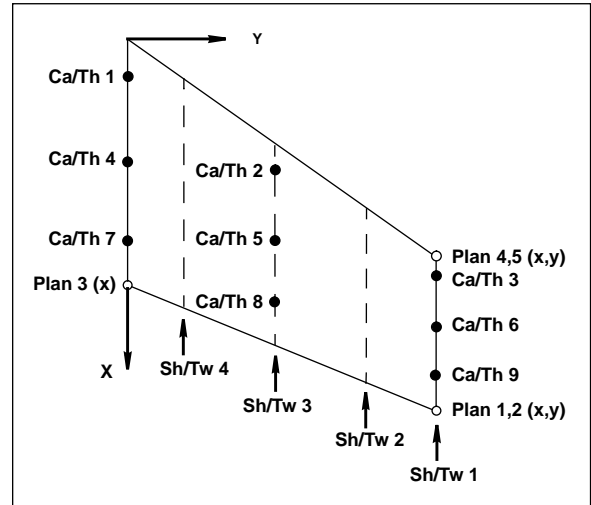 Y
Ca/Th 1
Ca/Th 4
Ca/Th 2
Ca/Th 7
Ca/Th 5
Plan 4,5 (x,y)
Ca/Th 3
Plan 3 (x)
Ca/Th 8
Ca/Th 6
X
Sh/Tw 4
Ca/Th 9
Sh/Tw 3
Plan 1,2 (x,y)
Sh/Tw 2
Sh/Tw 1